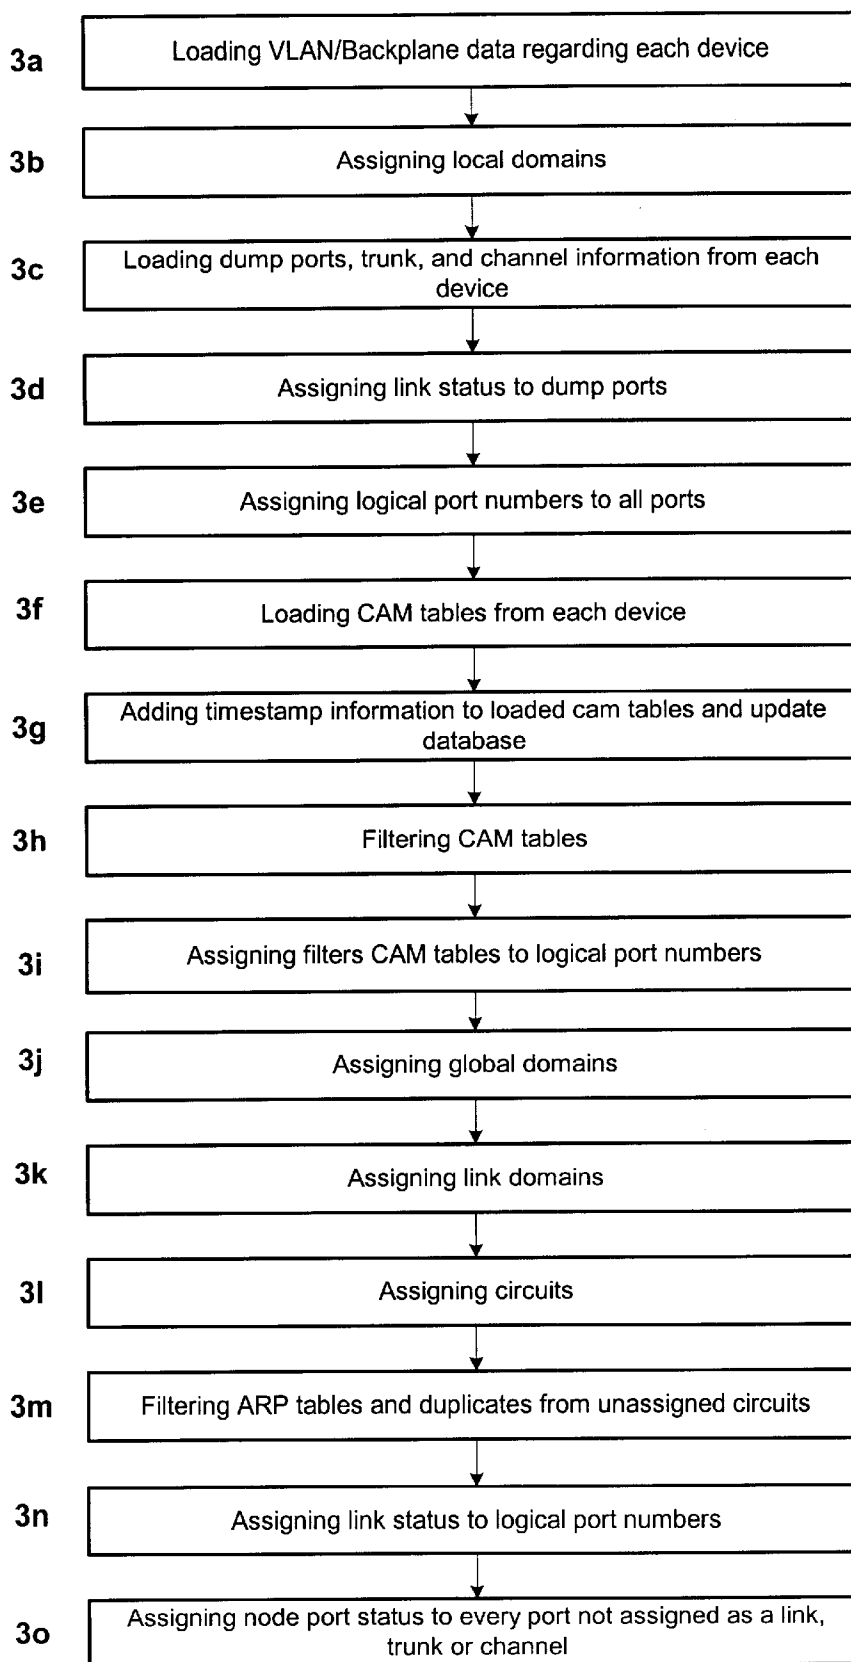 3a
Loading VLAN/Backplane data regarding each device
3b
Assigning local domains
3c
Loading dump ports, trunk, and channel information from each
device
3d
Assigning link status to dump ports
3e
Assigning logical port numbers to all ports
3f
Loading CAM tables from each device
3g
Adding timestamp information to loaded cam tables and update
database
3h
Filtering CAM tables
3i
Assigning filters CAM tables to logical port numbers
3j
Assigning global domains
3k
Assigning link domains
3l
Assigning circuits
3m
Filtering ARP tables and duplicates from unassigned circuits
3n
Assigning link status to logical port numbers
3o
Assigning node port status to every port not assigned as a link,
trunk or channel